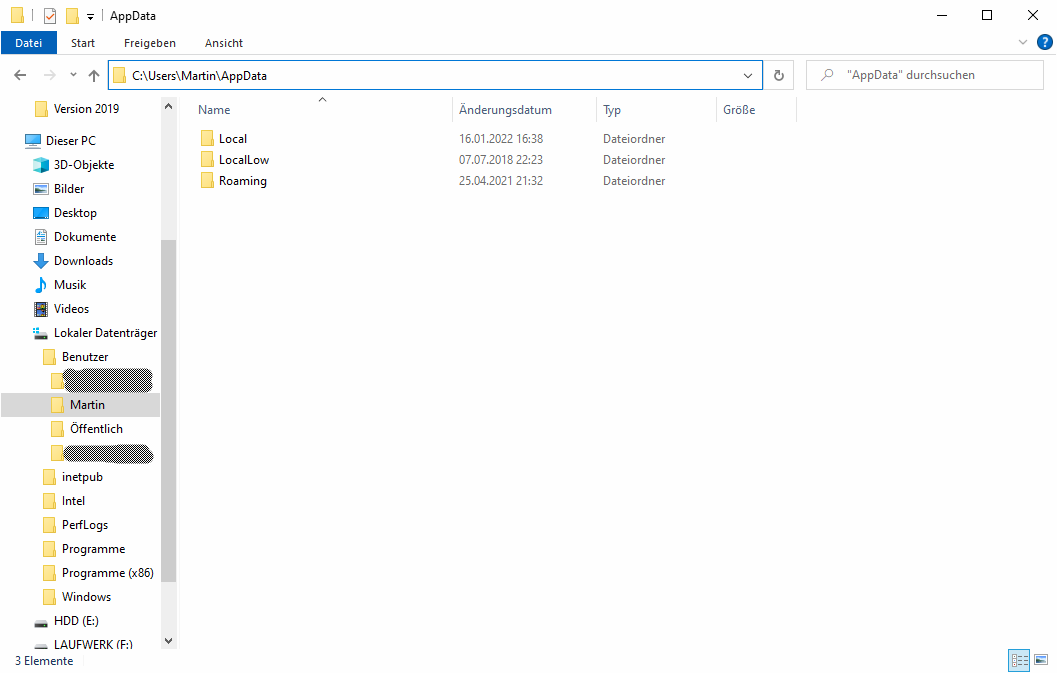 AppData
Datei Start Freigeben Ansicht
C:\Users\Martin\AppData "AppData" durchsuchen
Name Änderungsdatum Typ Größe
Local 16.01.2022 16:38 Dateiordner
LocalLow 07.07.2018 22:23 Dateiordner
Roaming 25.04.2021 21:32 Dateiordner
Version 2019
Dieser PC
3D-Objekte
Bilder
Desktop
Dokumente
Downloads
Musik
Videos
Lokaler Datenträger
Benutzer
Martin
Öffentlich
inetpub
Intel
PerfLogs
Programme
Programme (x86)
Windows
HDD (E:)
LAUFWERK (F:)
3 Elemente